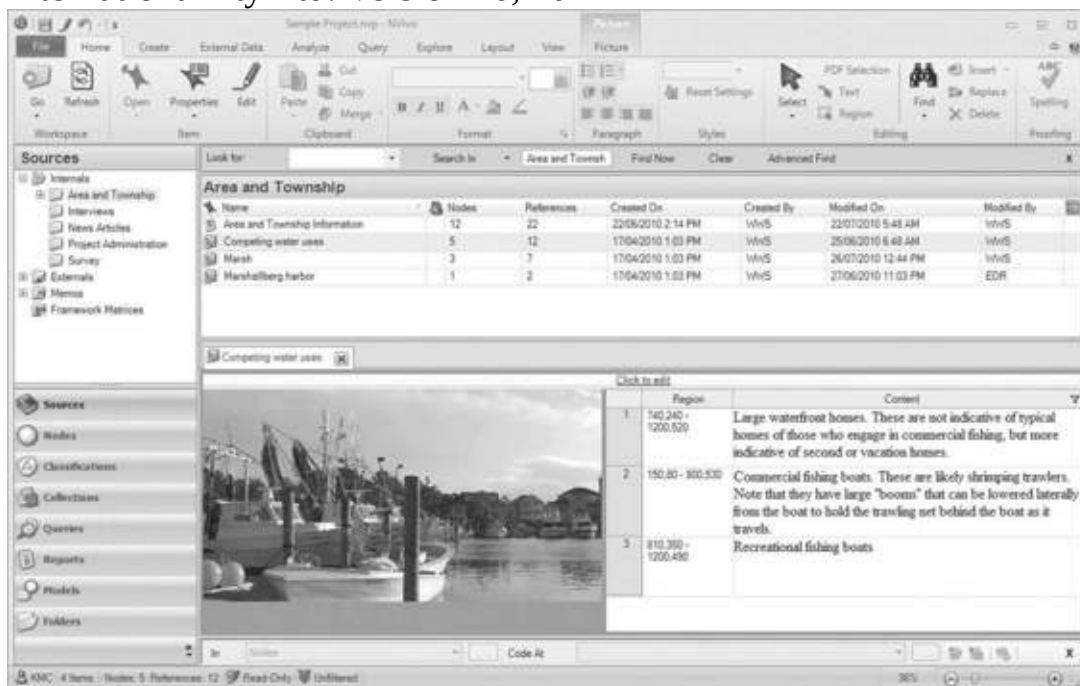 Sample Project.nvp - NVivo
Picture
File Home Create External Data Analyze Query Explore Layout View Picture
Go Refresh Open Properties Edit Paste Cut Copy Merge
Reset Settings Select PDF Selection Text Region Find Insert Replace Delete ABC Spelling
B I U A
Workspace Item Clipboard Format Paragraph Styles Editing Proofing
Sources
Look for: Search In Area and Townsh Find Now Clear Advanced Find x
Internals
Area and Township
Interviews
News Articles
Project Administration
Survey
Externals
Memos
Framework Matrices
Area and Township
Name Nodes References Created On Created By Modified On Modified By
Area and Township Information 12 22 22/06/2010 2:14 PM WWS 22/07/2010 5:48 AM WWS
Competing water uses 5 12 17/04/2010 1:03 PM WWS 25/06/2010 6:48 AM WWS
Marsh 3 7 17/04/2010 1:03 PM WWS 26/07/2010 12:44 PM WWS
Marshallberg harbor 1 2 17/04/2010 1:03 PM WWS 27/06/2010 11:03 PM EDR
Competing water uses
Click to edit
Region Content
1 740,240 - 1200,520
Large waterfront homes. These are not indicative of typical
homes of those who engage in commercial fishing, but more
indicative of second or vacation homes.
2 150,80 - 800,530
Commercial fishing boats. These are likely shrimping trawlers.
Note that they have large "booms" that can be lowered laterally
from the boat to hold the trawling net behind the boat as it
travels.
3 810,350 - 1200,490
Recreational fishing boats
Sources
Nodes
Classifications
Collections
Queries
Reports
Models
Folders
In Nodes Code At x
KMC 4 Items Nodes: 5 References: 12 Read-Only Unfiltered 36%